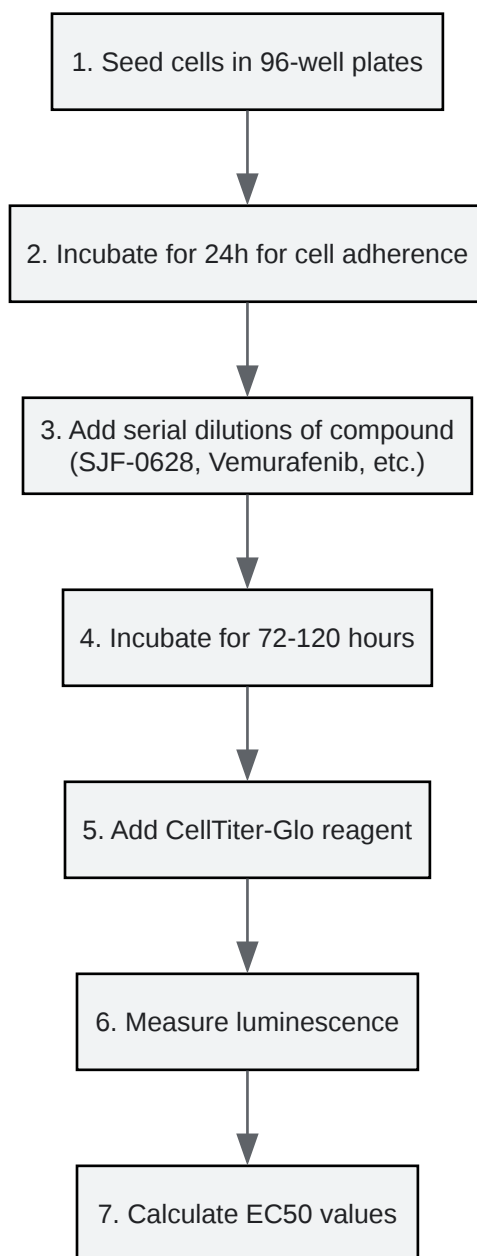 1. Seed cells in 96-well plates
2. Incubate for 24h for cell adherence
3. Add serial dilutions of compound
(SJF-0628, Vemurafenib, etc.)
4. Incubate for 72-120 hours
5. Add CellTiter-Glo reagent
6. Measure luminescence
7. Calculate EC50 values